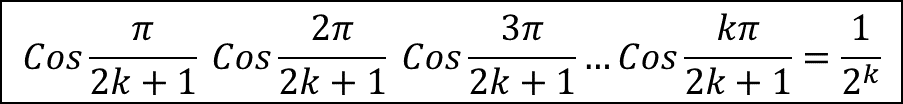 Cos π/(2k + 1) Cos 2π/(2k + 1) Cos 3π/(2k + 1) ... Cos kπ/(2k + 1) = 1/2^k